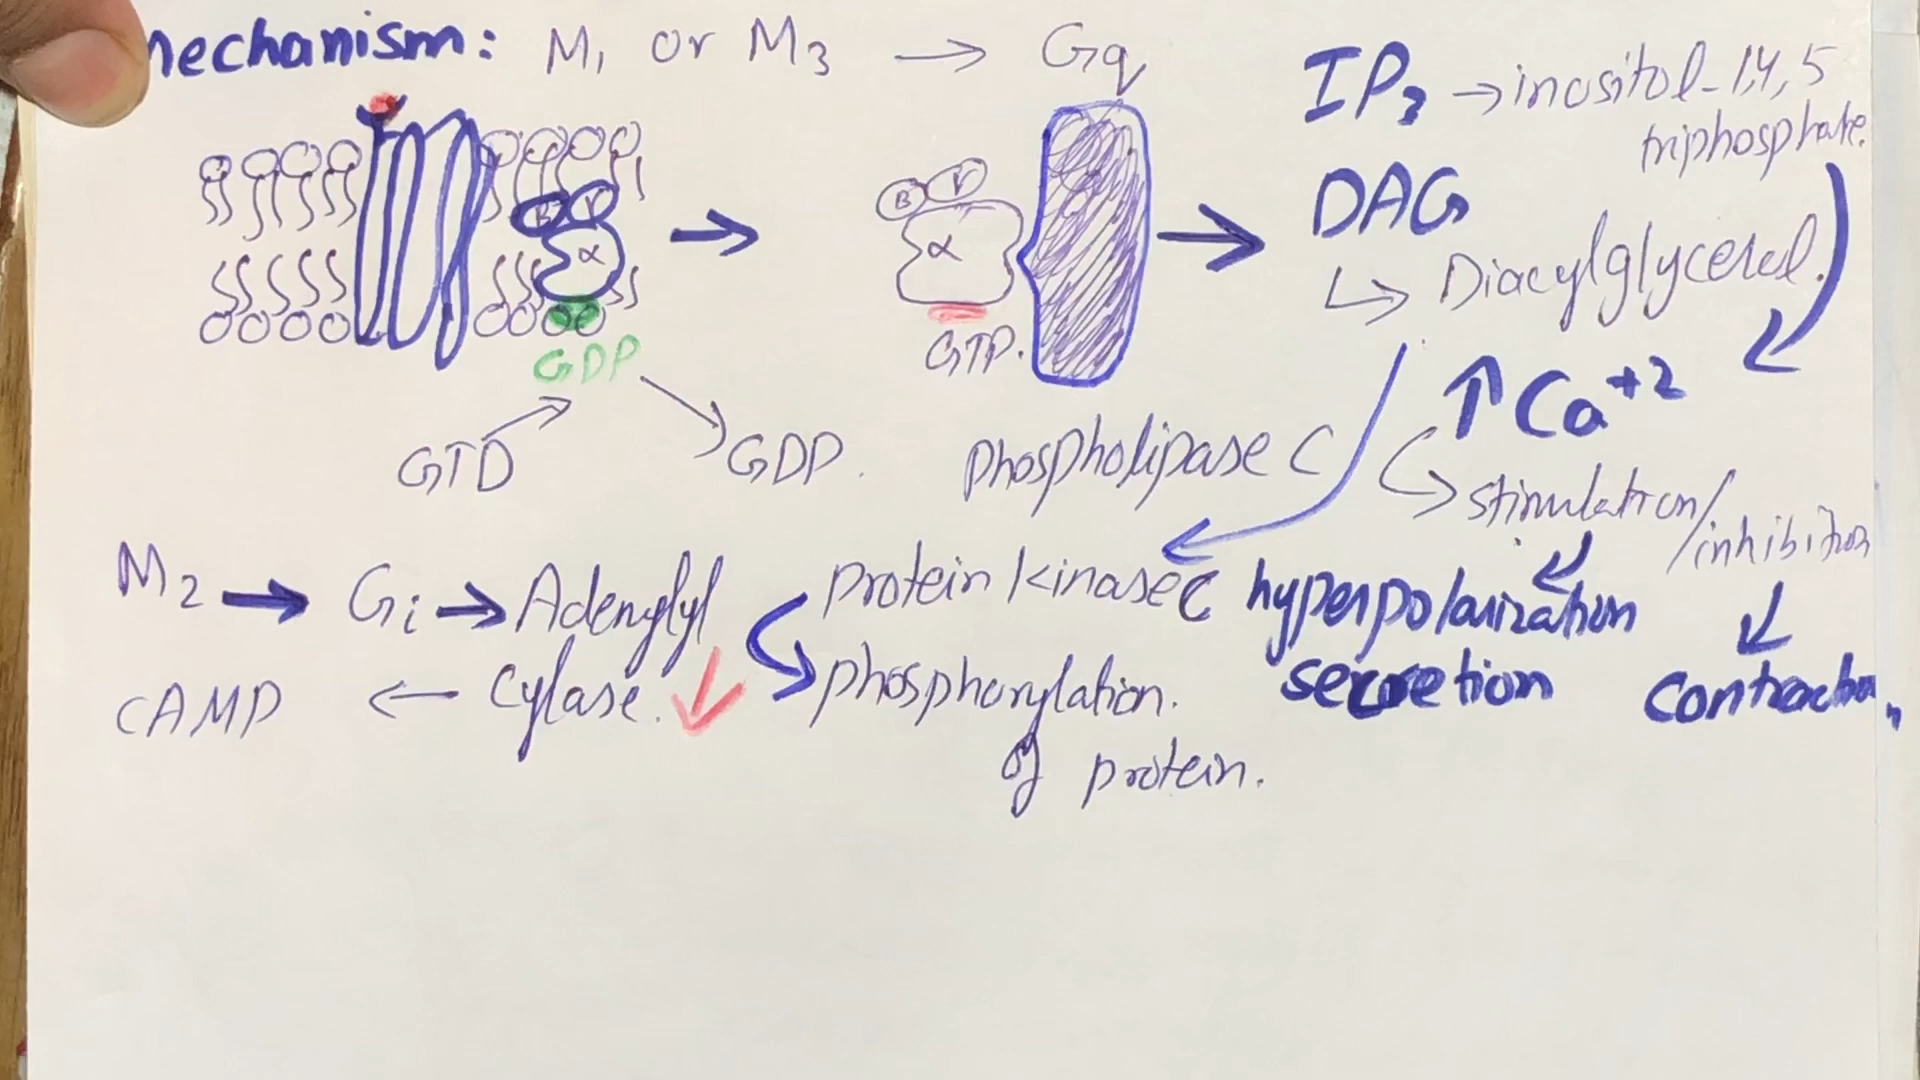 mechanism: M1 or M3 → Gq
IP3 → inositol-1,4,5
triphosphate.
DAG
↳ Diacylglycerol.
B γ
α
GDP
GTD
GDP.
B γ
α
GTP.
Phospholipase C
↑ Ca+2
stimulation/inhibition
hyperpolarization
secretion
contraction
protein kinase C
phosphorylation
of protein.
M2 → Gi → Adenylyl
cylase. ↓
cAMP ←